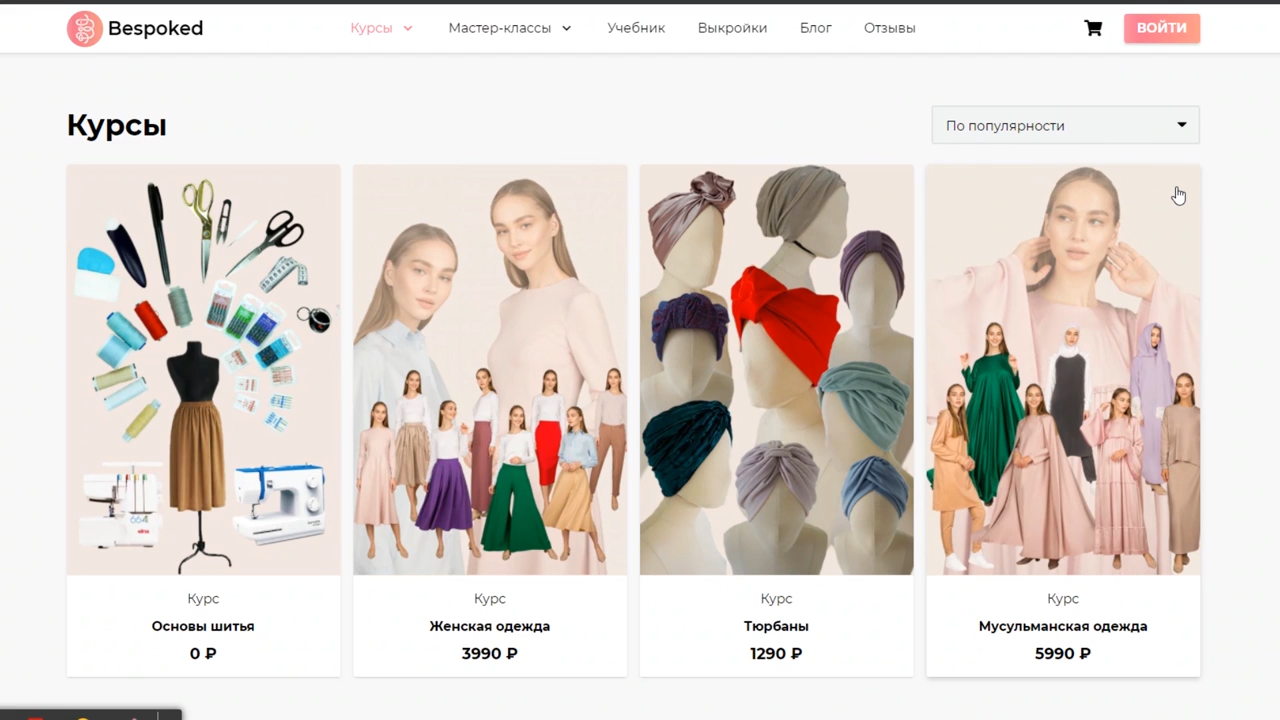 Bespoked
Курсы
Мастер-классы
Учебник
Выкройки
Блог
Отзывы
ВОЙТИ
Курсы
По популярности
664
Курс
Основы шитья
0 ₽
Курс
Женская одежда
3990 ₽
Курс
Тюрбаны
1290 ₽
Курс
Мусульманская одежда
5990 ₽